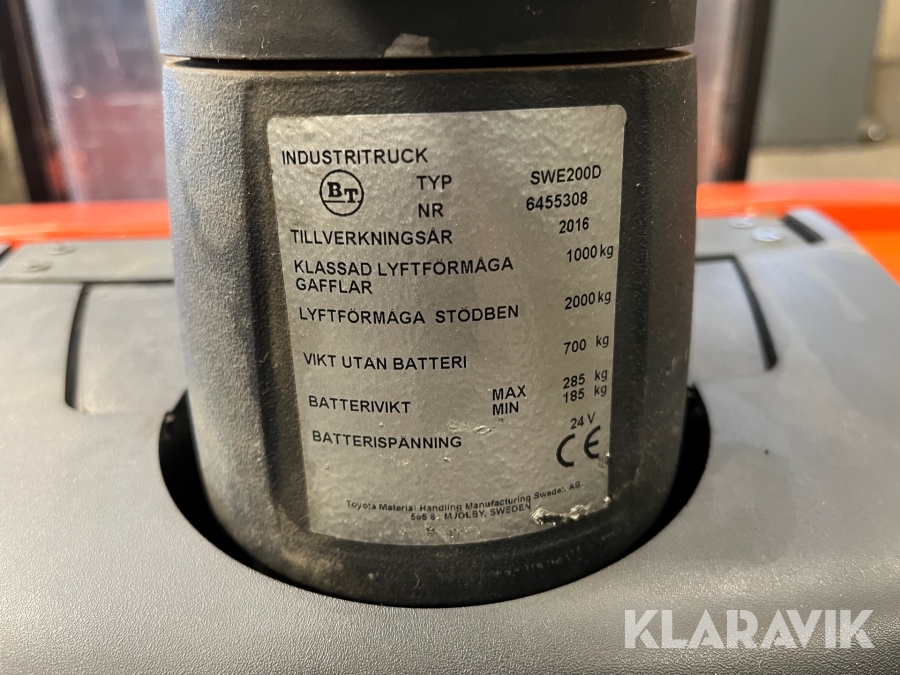 INDUSTRITRUCK
BT
TYP SWE200D
NR 6455308
TILLVERKNINGSÅR 2016
KLASSAD LYFTFÖRMÅGA 1000 kg
GAFFLAR
LYFTFÖRMÅGA STÖDBEN 2000 kg
VIKT UTAN BATTERI 700 kg
BATTERIVIKT MAX 285 kg
MIN 185 kg
BATTERISPÄNNING 24 V
CE
Toyota Material Handling Manufacturing Sweden AB
MJÖLBY, SWEDEN
KLARAVIK